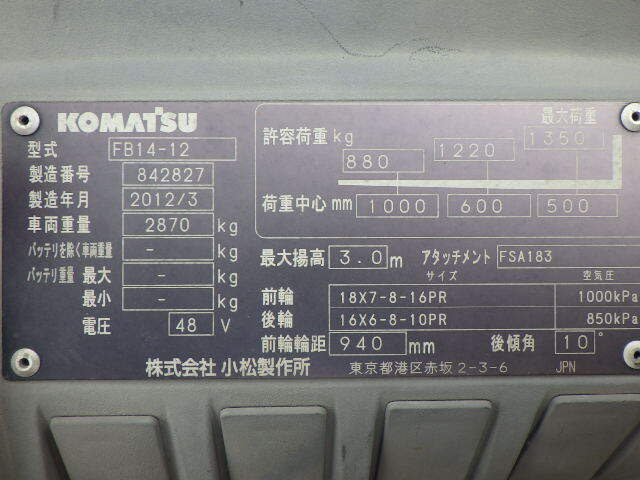 KOMATSU
型式 FB14-12
製造番号 842827
製造年月 2012/3
車両重量 2870 kg
バッテリを除く車両重量 - kg
バッテリ重量 最大 - kg
最小 - kg
電圧 48 V
最大荷重
許容荷重 kg 880 1220 1350
荷重中心 mm 1000 600 500
最大揚高 3.0 m アタッチメント FSA183
サイズ 空気圧
前輪 18X7-8-16PR 1000kPa
後輪 16X6-8-10PR 850kPa
前輪輪距 940 mm 後傾角 10°
株式会社 小松製作所 東京都港区赤坂2-3-6 JPN